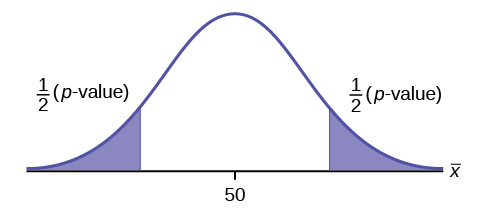 1/2 (p-value)
1/2 (p-value)
x̅
50